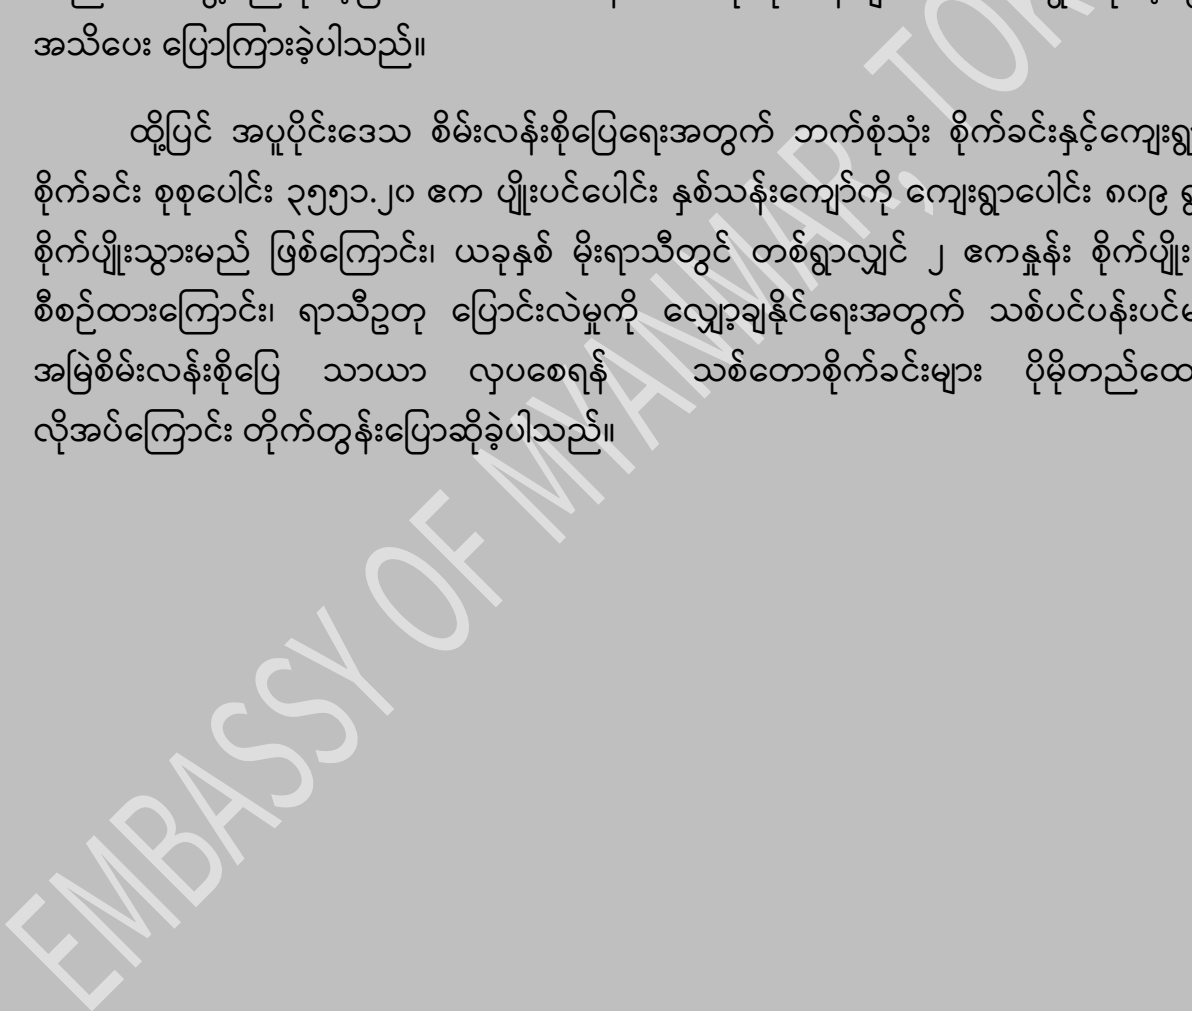 အသိပေး ပြောကြားခဲ့ပါသည်။
ထို့ပြင် အပူပိုင်းဒေသ စိမ်းလန်းစိုပြေရေးအတွက် ဘက်စုံသုံး စိုက်ခင်းနှင့်ကျေးရွာ
စိုက်ခင်း စုစုပေါင်း ၃၅၅၁.၂၀ ဧက ပျိုးပင်ပေါင်း နှစ်သန်းကျော်ကို ကျေးရွာပေါင်း ၈၀၉
စိုက်ပျိုးသွားမည် ဖြစ်ကြောင်း၊ ယခုနှစ် မိုးရာသီတွင် တစ်ရွာလျှင် ၂ ဧကနှုန်း စိုက်ပျိုး
စီစဉ်ထားကြောင်း၊ ရာသီဥတု ပြောင်းလဲမှုကို လျှော့ချနိုင်ရေးအတွက် သစ်ပင်ပန်းပင်
အမြဲစိမ်းလန်းစိုပြေ သာယာ လှပစေရန် သစ်တောစိုက်ခင်းများ ပိုမိုတည်ထော
လိုအပ်ကြောင်း တိုက်တွန်းပြောဆိုခဲ့ပါသည်။
EMBASSY OF MYANMAR, TOK